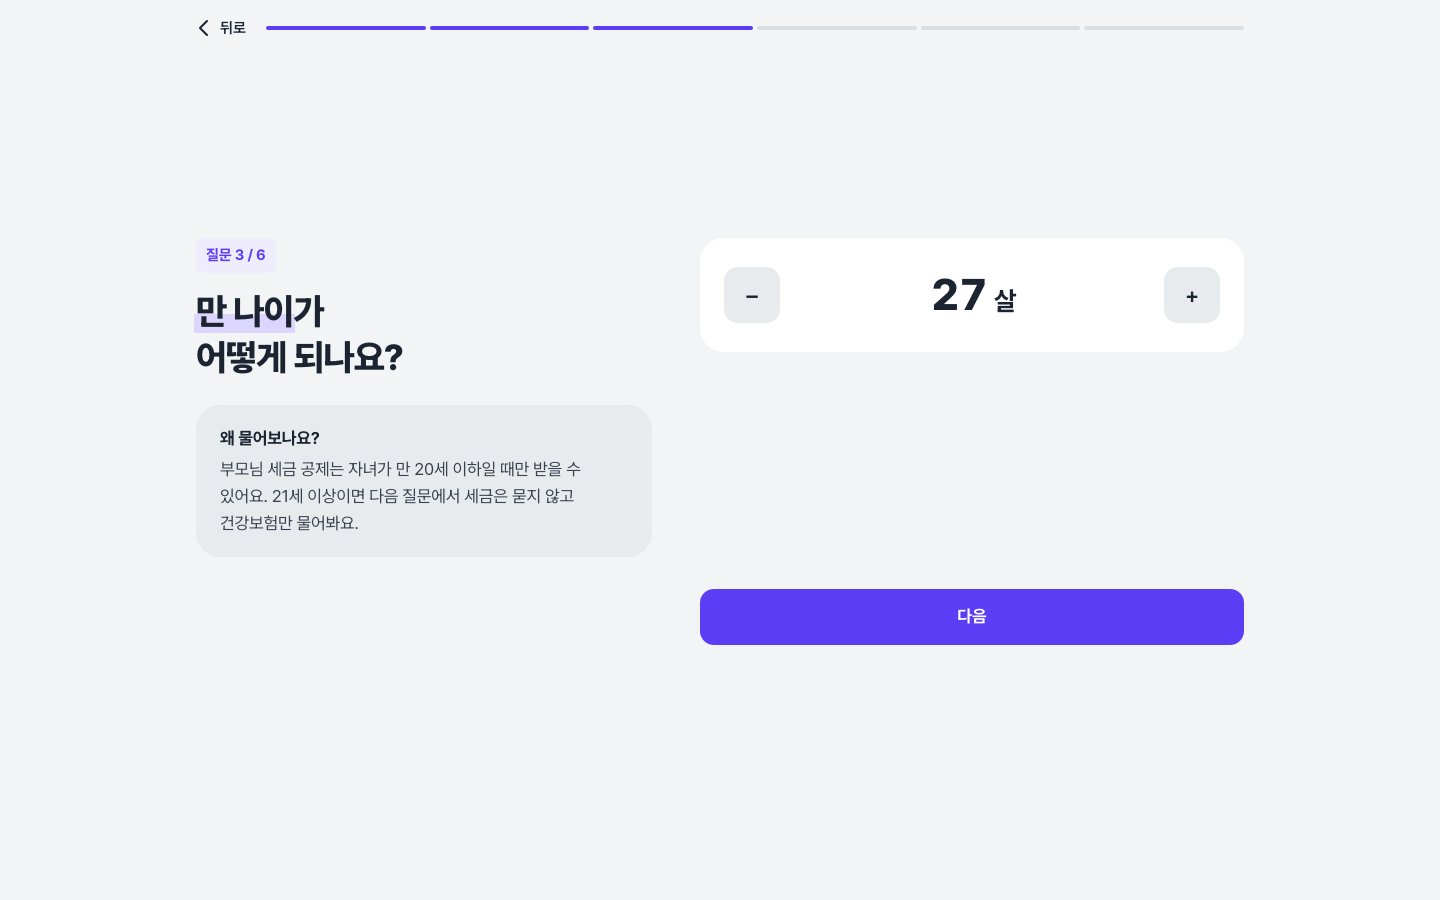 뒤로
질문 3 / 6
만 나이가
어떻게 되나요?
왜 물어보나요?
부모님 세금 공제는 자녀가 만 20세 이하일 때만 받을 수
있어요. 21세 이상이면 다음 질문에서 세금은 묻지 않고
건강보험만 물어봐요.
− 27 살 +
다음